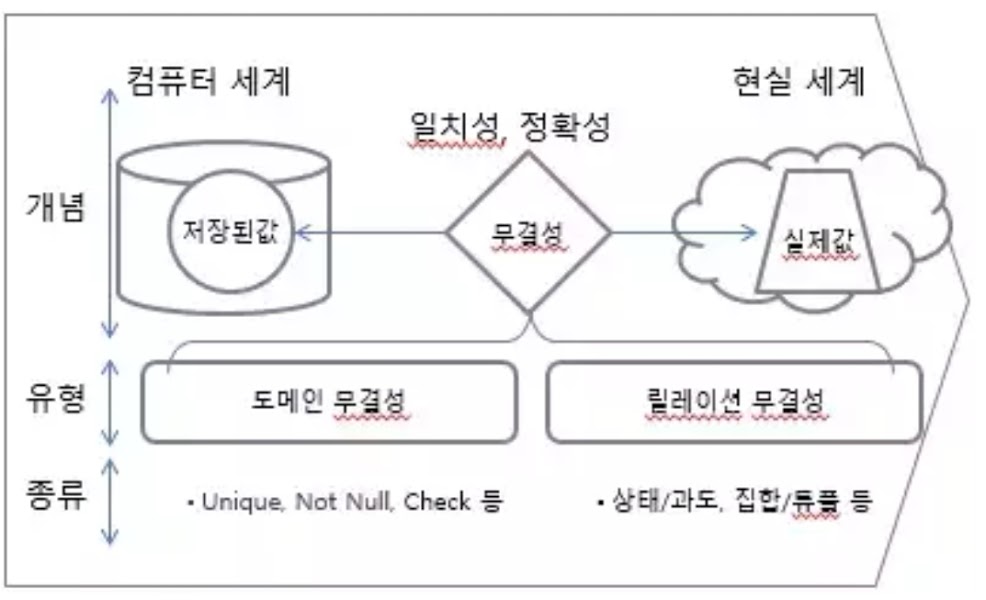 컴퓨터 세계
현실 세계
일치성, 정확성
개념
저장된값
무결성
실제값
유형
도메인 무결성
릴레이션 무결성
종류
• Unique, Not Null, Check 등
• 상태/과도, 집합/튜플 등